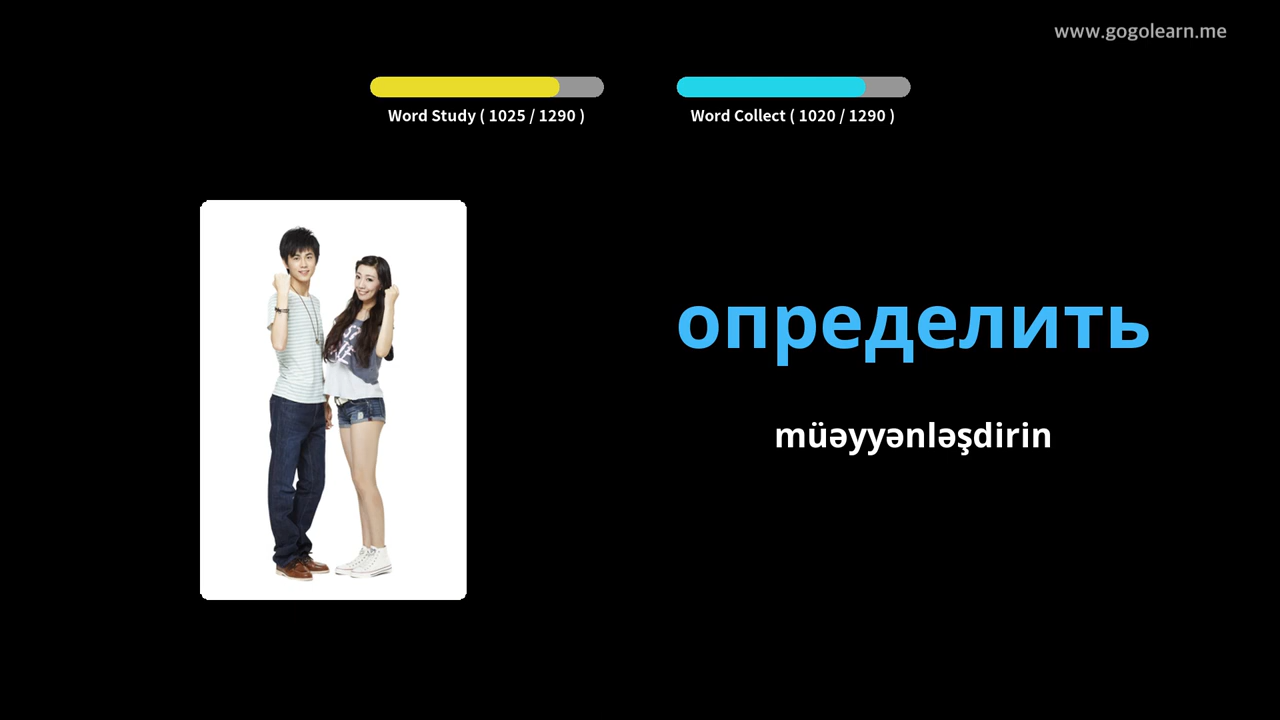 www.gogolearn.me
Word Study ( 1025 / 1290 )
Word Collect ( 1020 / 1290 )
определить
müəyyənləşdirin